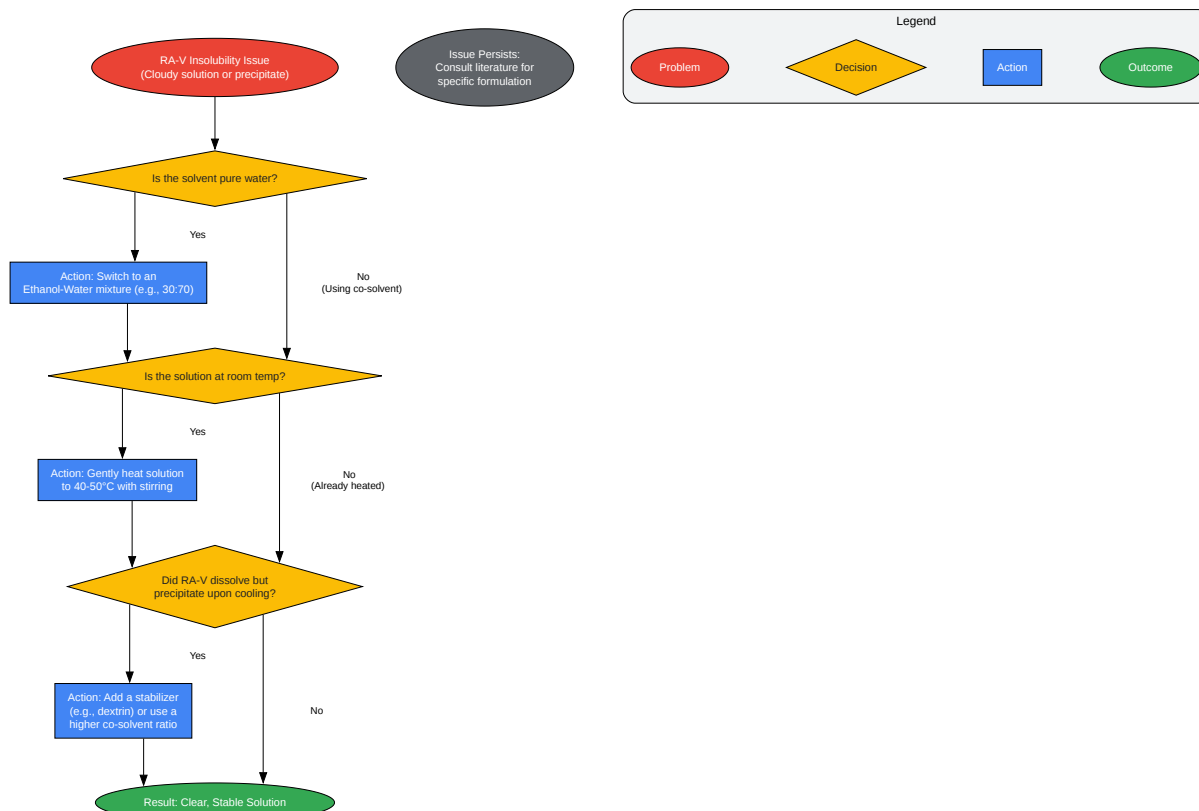 Legend
RA-V Insolubility Issue
(Cloudy solution or precipitate)
Issue Persists:
Consult literature for
specific formulation
Problem
Decision
Action
Outcome
Is the solvent pure water?
Yes
Action: Switch to an
Ethanol-Water mixture (e.g., 30:70)
No
(Using co-solvent)
Is the solution at room temp?
Yes
Action: Gently heat solution
to 40-50°C with stirring
No
(Already heated)
Did RA-V dissolve but
precipitate upon cooling?
Yes
Action: Add a stabilizer
(e.g., dextrin) or use a
higher co-solvent ratio
No
Result: Clear, Stable Solution